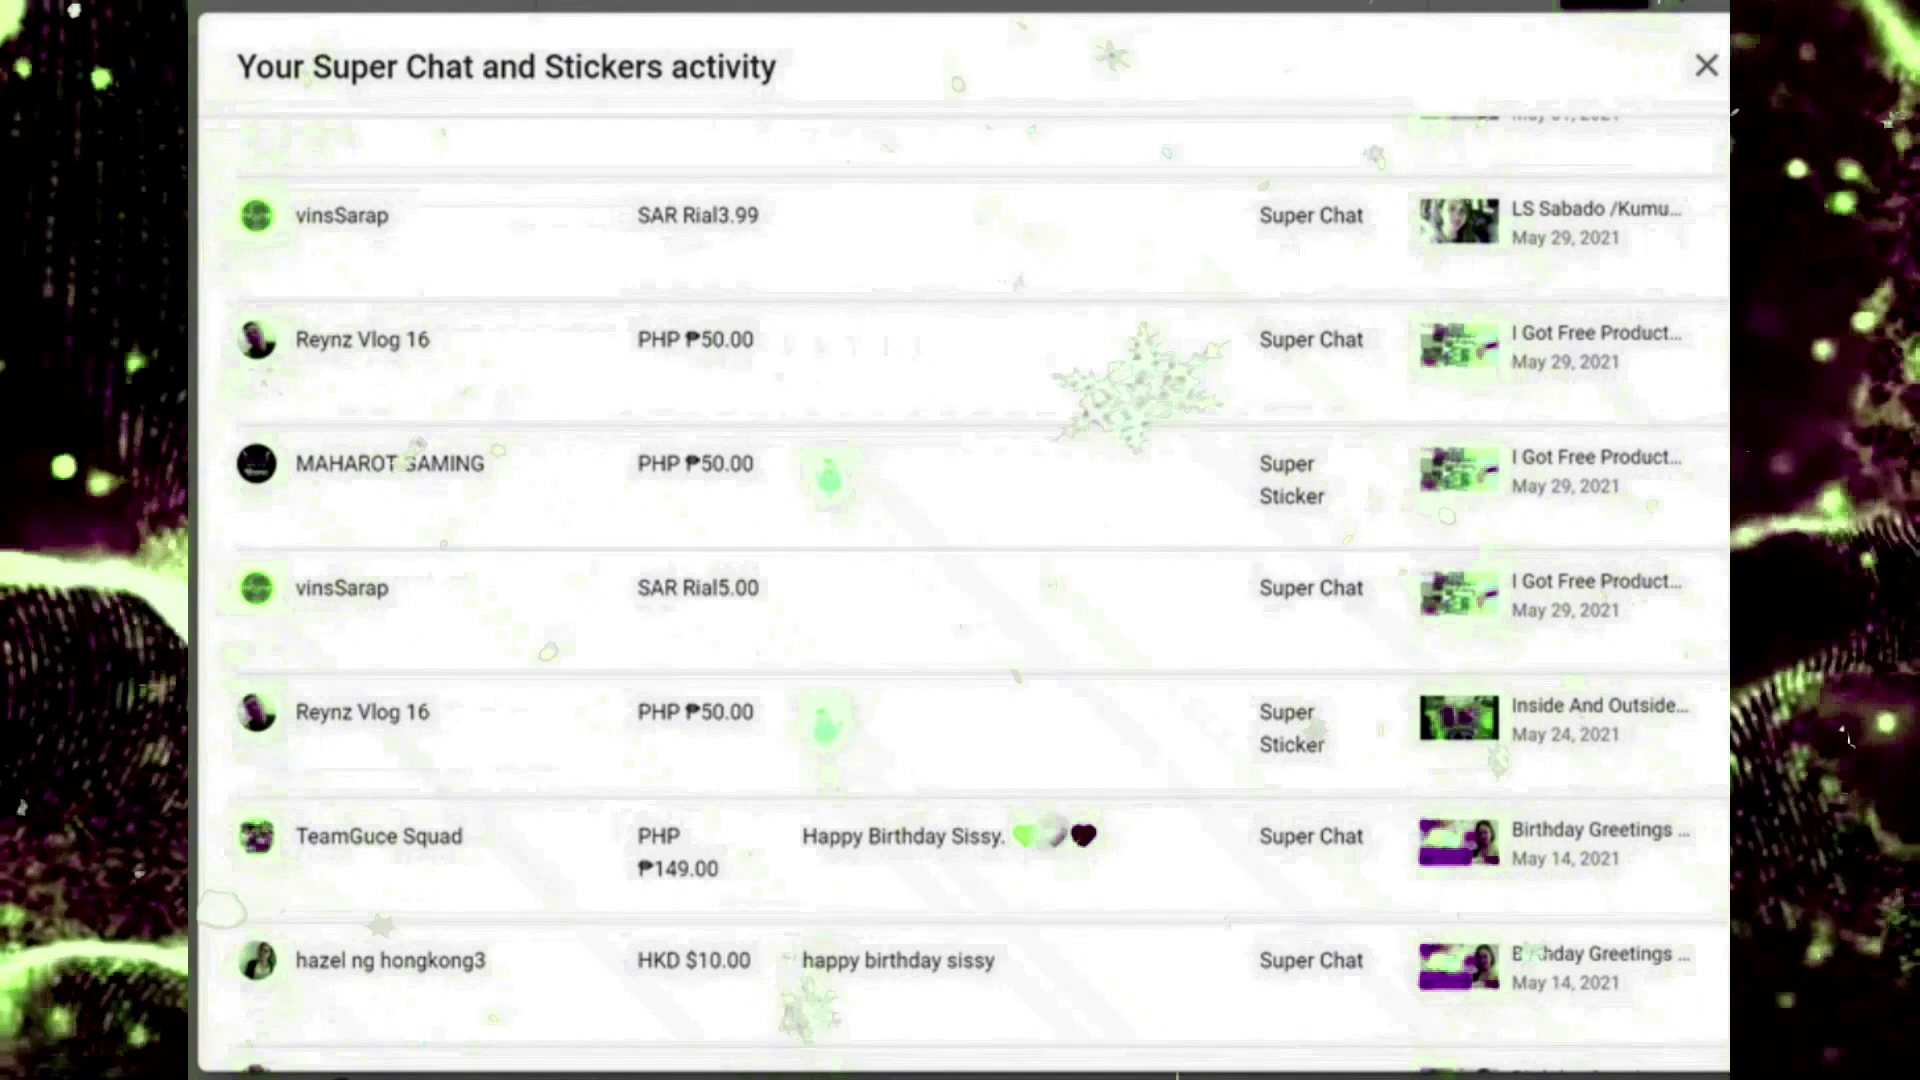 Your Super Chat and Stickers activity
vinsSarap
SAR Rial3.99
Super Chat
LS Sabado /Kumu...
May 29, 2021
Reynz Vlog 16
PHP ₱50.00
Super Chat
I Got Free Product...
May 29, 2021
MAHAROT GAMING
PHP ₱50.00
Super
Sticker
I Got Free Product...
May 29, 2021
vinsSarap
SAR Rial5.00
Super Chat
I Got Free Product...
May 29, 2021
Reynz Vlog 16
PHP ₱50.00
Super
Sticker
Inside And Outside...
May 24, 2021
TeamGuce Squad
PHP
₱149.00
Happy Birthday Sissy.
Super Chat
Birthday Greetings ...
May 14, 2021
hazel ng hongkong3
HKD $10.00
happy birthday sissy
Super Chat
Birthday Greetings ...
May 14, 2021